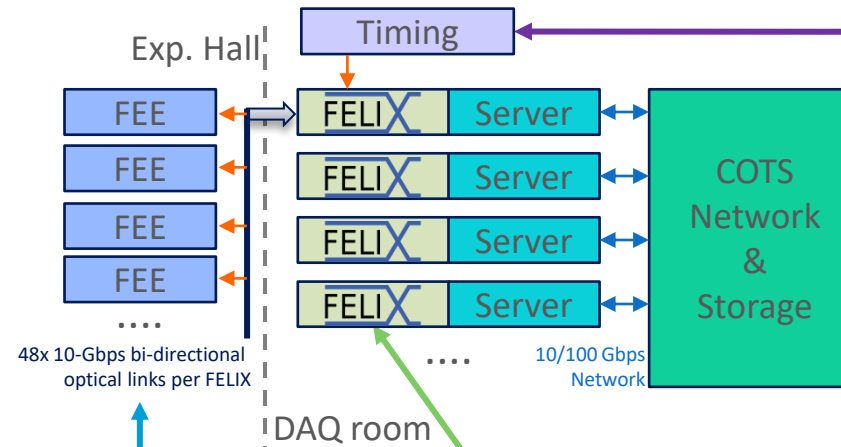 Timing
Exp. Hall
FEE
FELIX
Server
FEE
FELIX
Server
FEE
FELIX
Server
FEE
FELIX
Server
COTS
Network
&
Storage
....
....
48x 10-Gbps bi-directional
optical links per FELIX
10/100 Gbps
Network
DAQ room